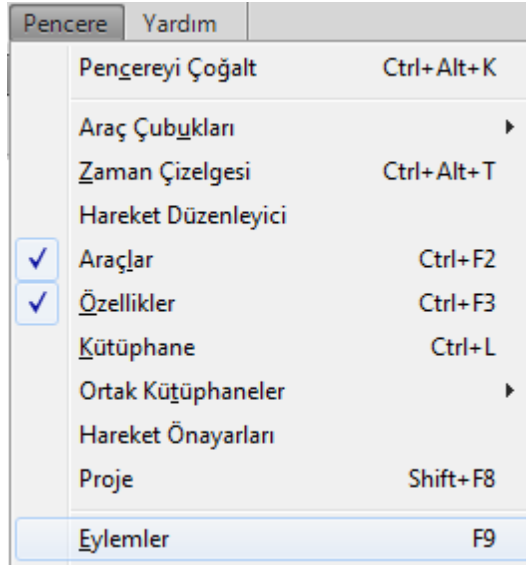 Pencere Yardım
Pencereyi Çoğalt Ctrl+Alt+K
Araç Çubukları
Zaman Çizelgesi Ctrl+Alt+T
Hareket Düzenleyici
Araçlar Ctrl+F2
Özellikler Ctrl+F3
Kütüphane Ctrl+L
Ortak Kütüphaneler
Hareket Önayarları
Proje Shift+F8
Eylemler F9